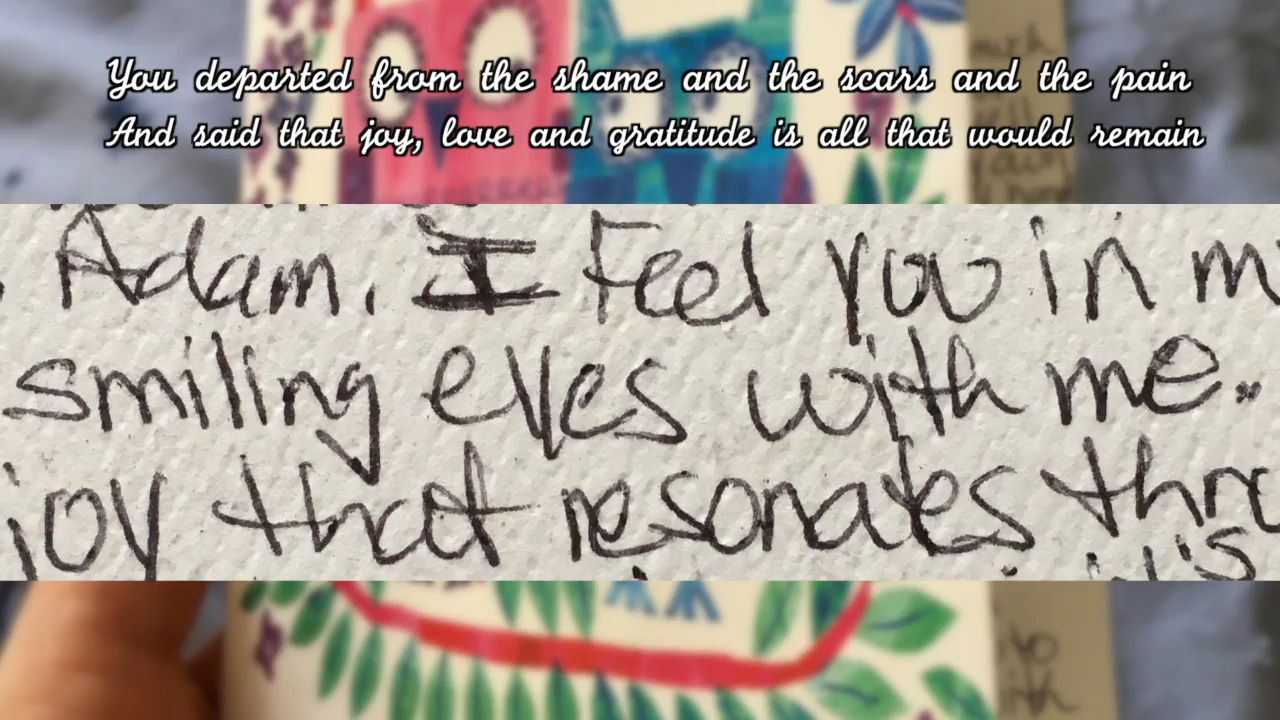 You departed from the shame and the scars and the pain
And said that joy, love and gratitude is all that would remain
Adam. I Feel you in m
smiling eyes with me..
joy that resonates thro